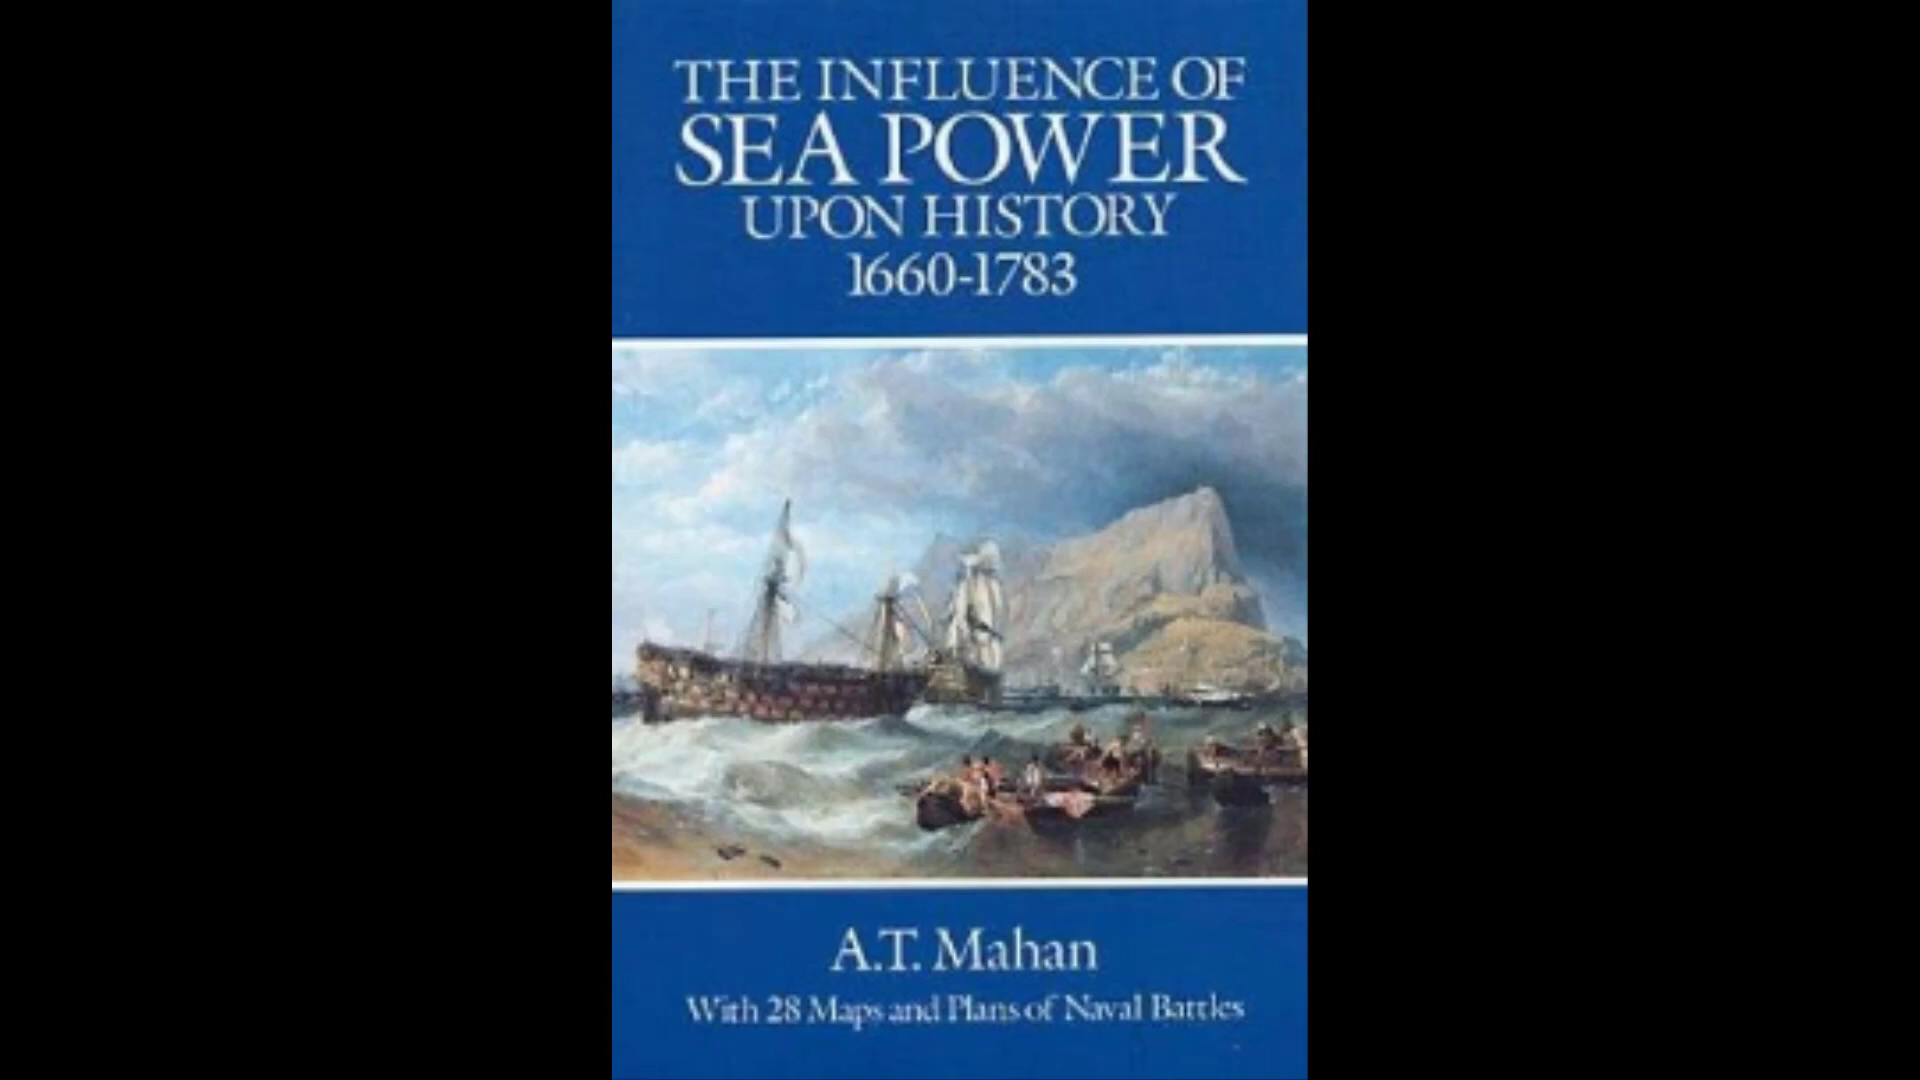 THE INFLUENCE OF
SEA POWER
UPON HISTORY
1660-1783
A.T. Mahan
With 28 Maps and Plans of Naval Battles